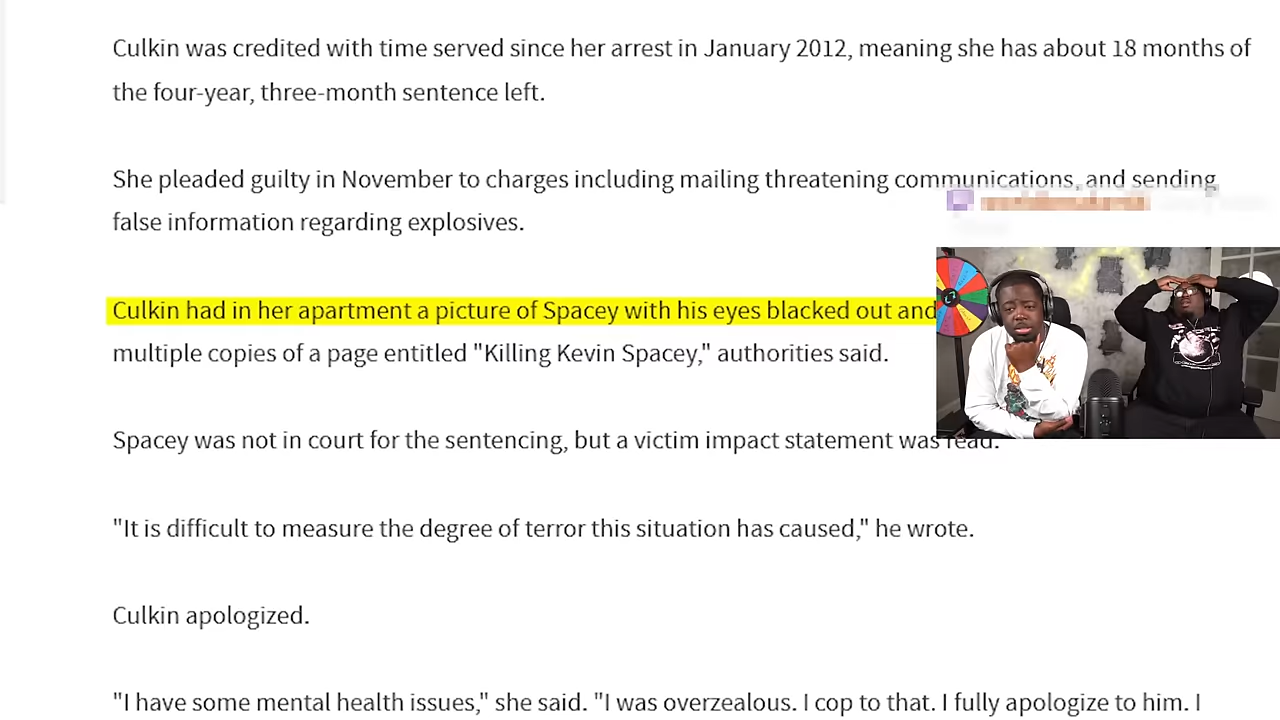 Culkin was credited with time served since her arrest in January 2012, meaning she has about 18 months of
the four-year, three-month sentence left.
She pleaded guilty in November to charges including mailing threatening communications, and sending
false information regarding explosives.
Culkin had in her apartment a picture of Spacey with his eyes blacked out and
multiple copies of a page entitled "Killing Kevin Spacey," authorities said.
Spacey was not in court for the sentencing, but a victim impact statement was read.
"It is difficult to measure the degree of terror this situation has caused," he wrote.
Culkin apologized.
"I have some mental health issues," she said. "I was overzealous. I cop to that. I fully apologize to him. I